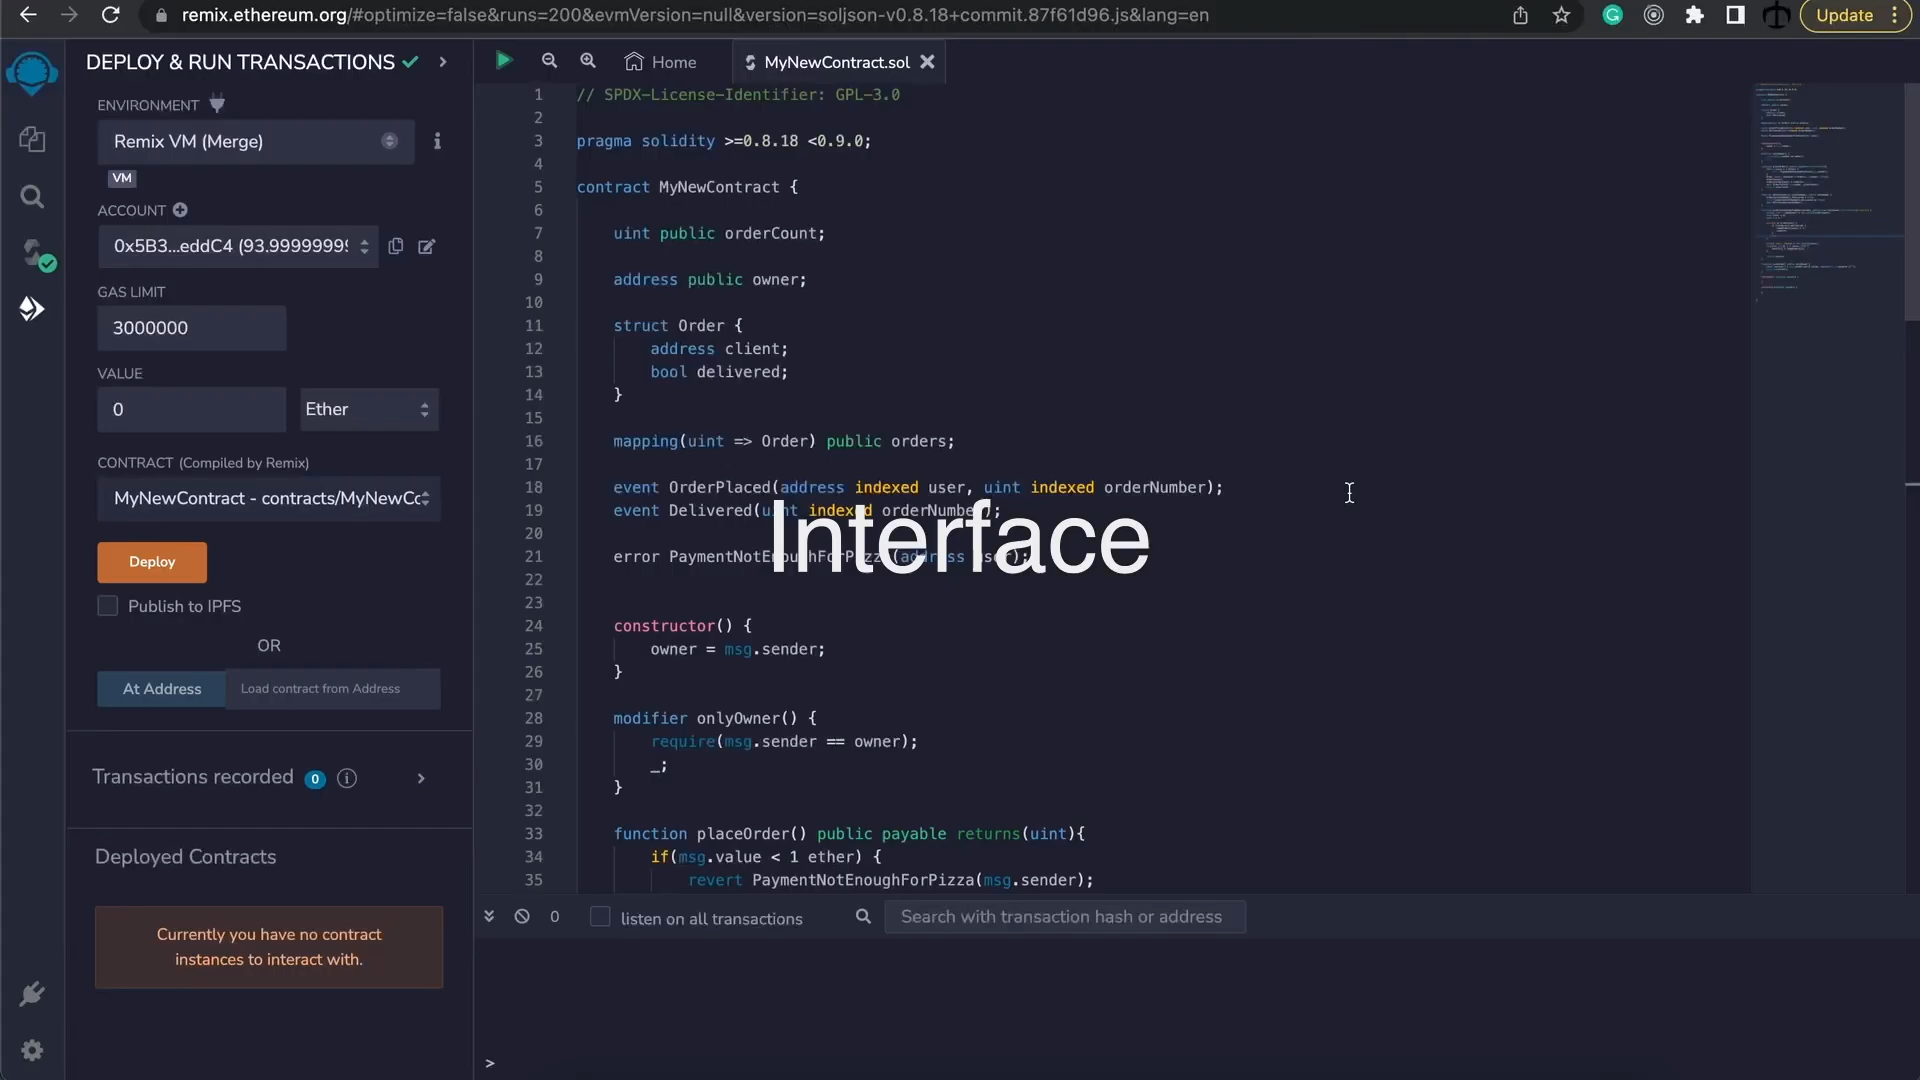 remix.ethereum.org/#optimize=false&runs=200&evmVersion=null&version=soljson-v0.8.18+commit.87f61d96.js&lang=en
Update
DEPLOY & RUN TRANSACTIONS
ENVIRONMENT
Remix VM (Merge)
VM
ACCOUNT
0x5B3...eddC4 (93.9999999
GAS LIMIT
3000000
VALUE
0
Ether
CONTRACT (Compiled by Remix)
MyNewContract - contracts/MyNewCo
Deploy
Publish to IPFS
OR
At Address
Load contract from Address
Transactions recorded 0 i
Deployed Contracts
Currently you have no contract
instances to interact with.
Home
MyNewContract.sol
1 // SPDX-License-Identifier: GPL-3.0
2
3 pragma solidity >=0.8.18 <0.9.0;
4
5 contract MyNewContract {
6
7 uint public orderCount;
8
9 address public owner;
10
11 struct Order {
12 address client;
13 bool delivered;
14 }
15
16 mapping(uint => Order) public orders;
17
18 event OrderPlaced(address indexed user, uint indexed orderNumber);
19 event Delivered(uint indexed orderNumber);
20
21 error PaymentNotEnoughForPizza(address user);
22
23
24 constructor() {
25 owner = msg.sender;
26 }
27
28 modifier onlyOwner() {
29 require(msg.sender == owner);
30 _;
31 }
32
33 function placeOrder() public payable returns(uint){
34 if(msg.value < 1 ether) {
35 revert PaymentNotEnoughForPizza(msg.sender);
Interface
0
listen on all transactions
Search with transaction hash or address
>